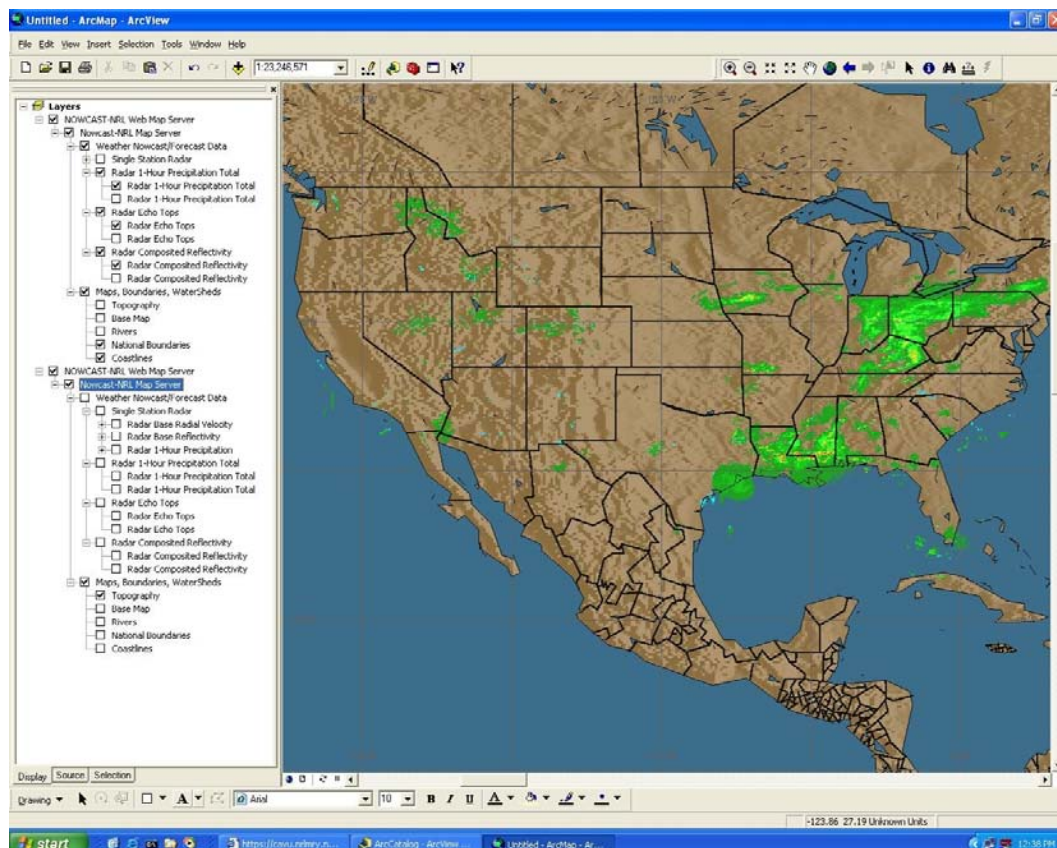 Untitled - ArcMap - ArcView
File Edit View Insert Selection Tools Window Help
1:23,246,571
Layers
NOWCAST-NRL Web Map Server
Nowcast-NRL Map Server
Weather Nowcast/Forecast Data
Single Station Radar
Radar 1-Hour Precipitation Total
Radar 1-Hour Precipitation Total
Radar 1-Hour Precipitation Total
Radar Echo Tops
Radar Echo Tops
Radar Echo Tops
Radar Composited Reflectivity
Radar Composited Reflectivity
Radar Composited Reflectivity
Maps, Boundaries, WaterSheds
Topography
Base Map
Rivers
National Boundaries
Coastlines
NOWCAST-NRL Web Map Server
Nowcast-NRL Map Server
Weather Nowcast/Forecast Data
Single Station Radar
Radar Base Radial Velocity
Radar Base Reflectivity
Radar 1-Hour Precipitation
Radar 1-Hour Precipitation Total
Radar 1-Hour Precipitation Total
Radar 1-Hour Precipitation Total
Radar Echo Tops
Radar Echo Tops
Radar Echo Tops
Radar Composited Reflectivity
Radar Composited Reflectivity
Radar Composited Reflectivity
Maps, Boundaries, WaterSheds
Topography
Base Map
Rivers
National Boundaries
Coastlines
Display Source Selection
Drawing A Arial 10 B I U A
-123.86 27.19 Unknown Units
start https://cavu.nrlmry.n... ArcCatalog - ArcView ... Untitled - ArcMap - Ar... 12:38 PM